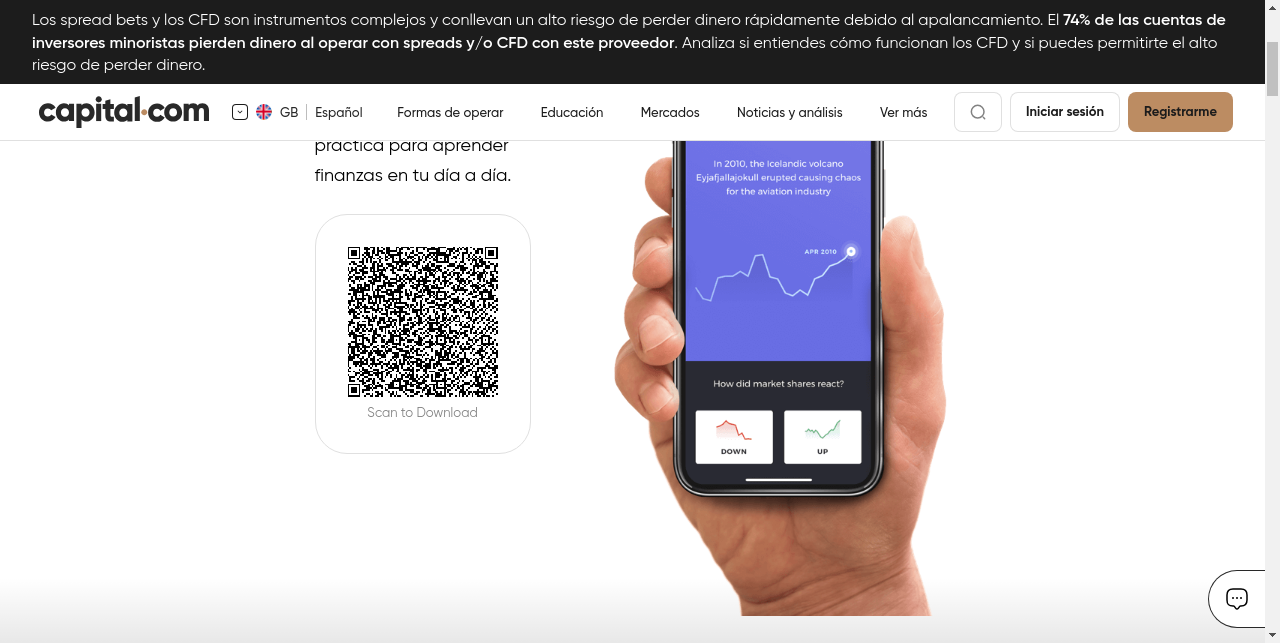 Los spread bets y los CFD son instrumentos complejos y conllevan un alto riesgo de perder dinero rápidamente debido al apalancamiento. El 74% de las cuentas de
inversores minoristas pierden dinero al operar con spreads y/o CFD con este proveedor. Analiza si entiendes cómo funcionan los CFD y si puedes permitirte el alto
riesgo de perder dinero.
capital.com
GB
Español
Formas de operar
Educación
Mercados
Noticias y análisis
Ver más
Iniciar sesión
Registrarme
práctica para aprender
finanzas en tu día a día.
Scan to Download
In 2010, the Icelandic volcano
Eyjafjallajokull erupted causing chaos
for the aviation industry
APR 2010
How did market shares react?
DOWN
UP